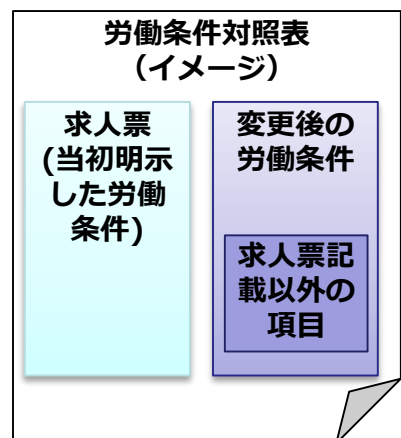 労働条件対照表
（イメージ）
求人票
(当初明示
した労働
条件)
変更後の
労働条件
求人票記
載以外の
項目